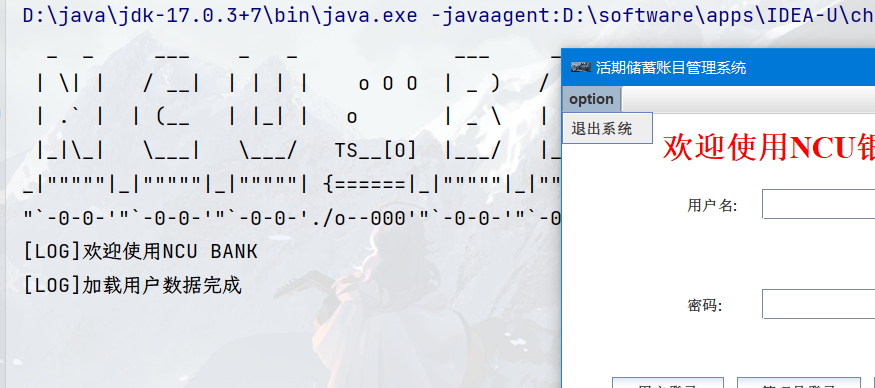 D:\java\jdk-17.0.3+7\bin\java.exe -javaagent:D:\software\apps\IDEA-U\ch
  _  _     ___    _   _             ___     _
 | \| |   / __|  | | | |    o O O  | _ )   /
 | .` |  | (__   | |_| |   o       | _ \   |
 |_|\_|   \___|   \___/   TS__[O]  |___/   |_
_|"""""|_|"""""|_|"""""| {======|_|"""""|_|""
"`-0-0-'"`-0-0-'"`-0-0-'./o--000'"`-0-0-'"`-0
[LOG]欢迎使用NCU BANK
[LOG]加载用户数据完成
活期储蓄账目管理系统
option
退出系统
欢迎使用NCU银
用户名:
密码: